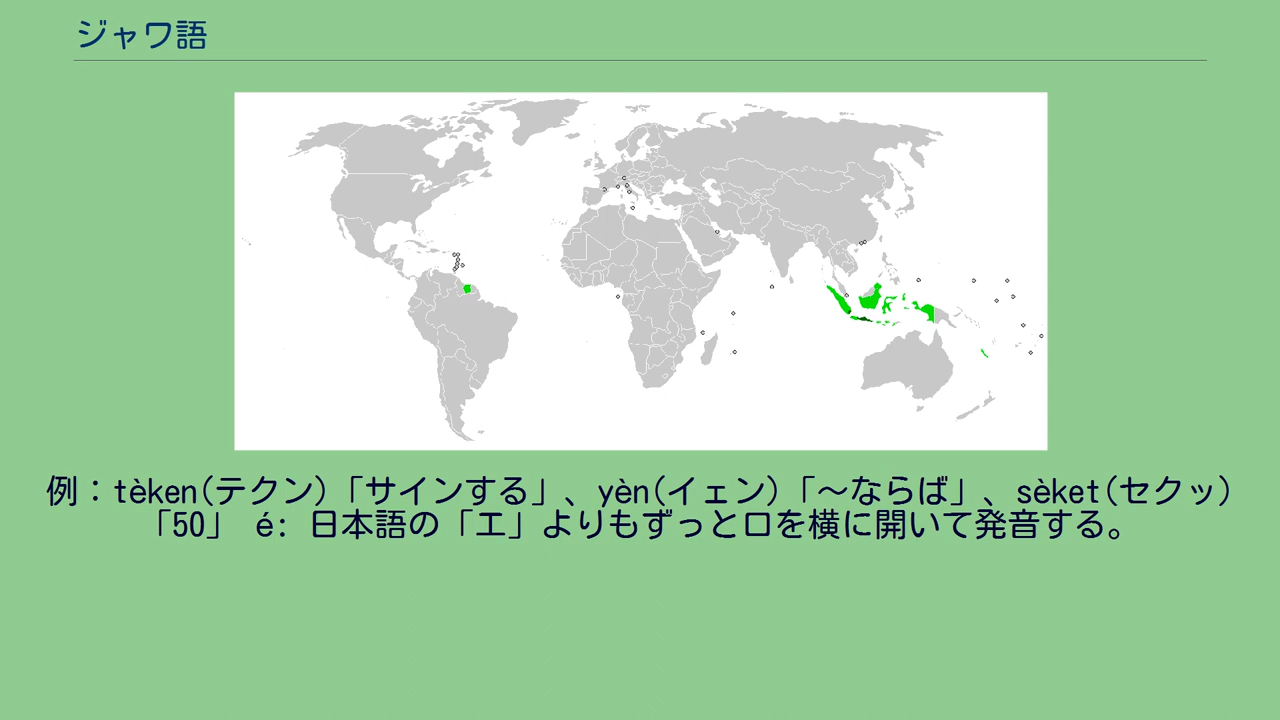 ジャワ語
例：tèken(テクン)「サインする」、yèn(イェン)「～ならば」、sèket(セクッ)
「50」 é: 日本語の「エ」よりもずっと口を横に開いて発音する。